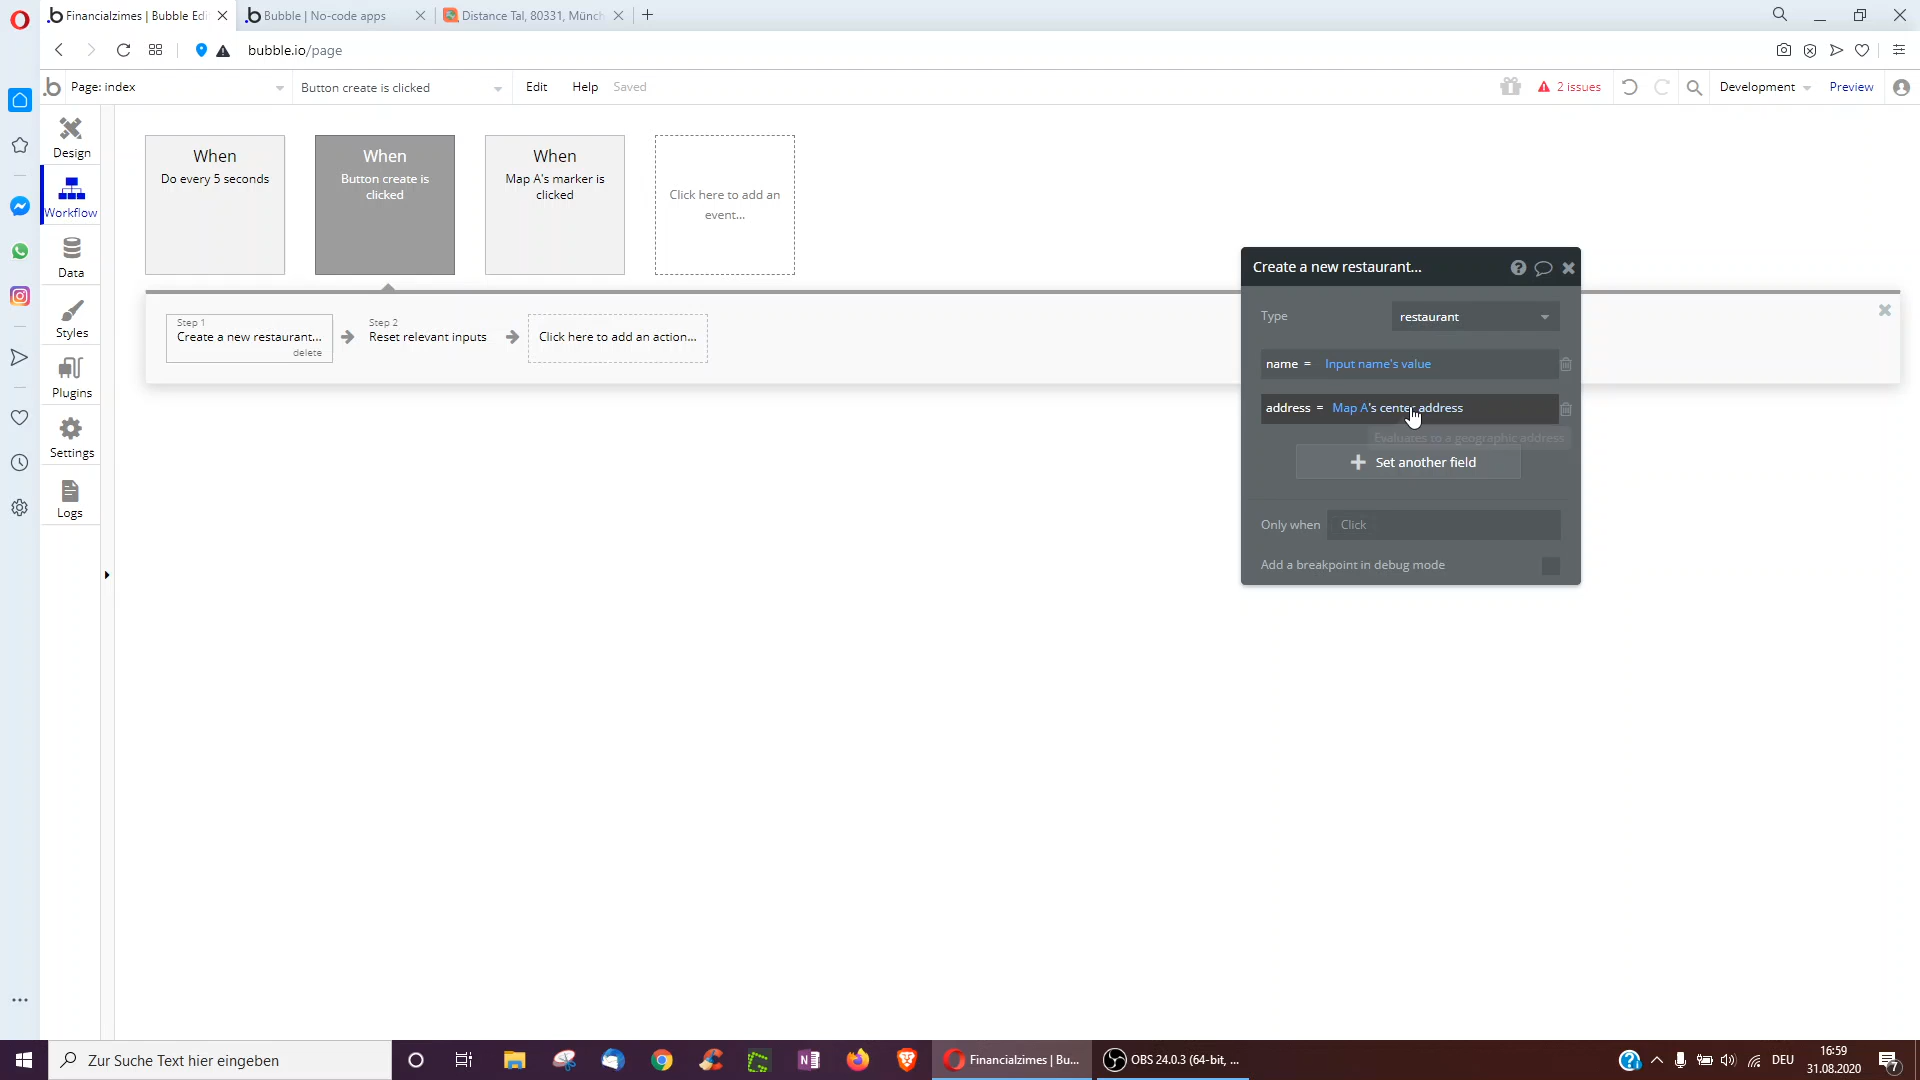 Financialzimes | Bubble Edi
Bubble | No-code apps
Distance Tal, 80331, Münch
bubble.io/page
Page: index
Button create is clicked
Edit
Help
Saved
2 issues
Development
Preview
Design
Workflow
Data
Styles
Plugins
Settings
Logs
When
Do every 5 seconds
When
Button create is
clicked
When
Map A's marker is
clicked
Click here to add an
event...
Step 1
Create a new restaurant...
delete
Step 2
Reset relevant inputs
Click here to add an action...
Create a new restaurant...
Type
restaurant
name = Input name's value
address = Map A's center address
Evaluates to a geographic address
Set another field
Only when
Click
Add a breakpoint in debug mode
Zur Suche Text hier eingeben
Financialzimes | Bu...
OBS 24.0.3 (64-bit, ...
DEU
16:59
31.08.2020
7